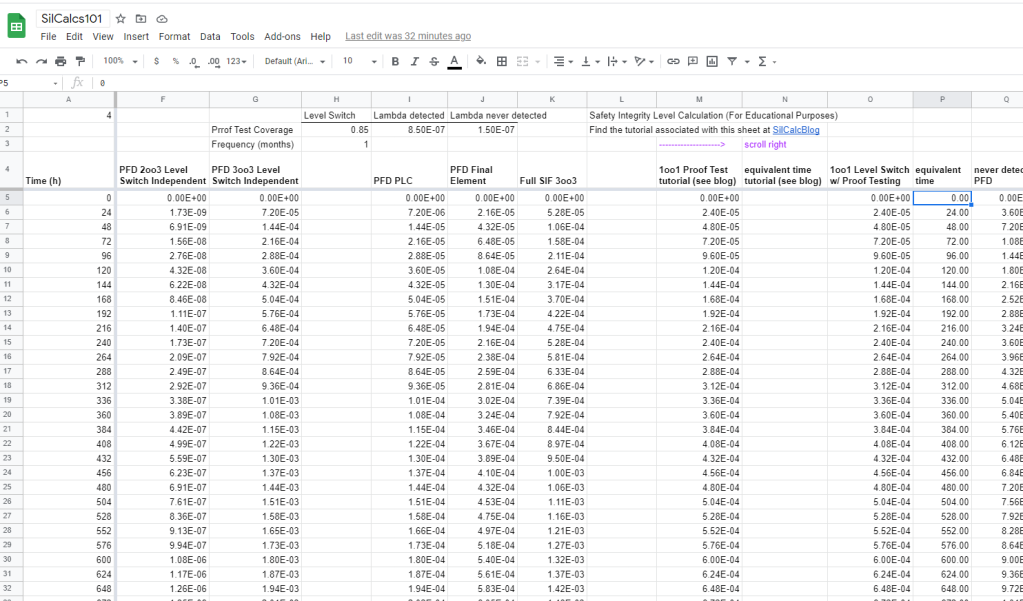 SilCalcs101
File Edit View Insert Format Data Tools Add-ons Help Last edit was 32 minutes ago
100% $ % .0 .00 123 Default (Ari... 10 B I S A
P5 fx 0
A F G H I J K L M N O P Q
1 4 Level Switch Lambda detected Lambda never detected Safety Integrity Level Calculation (For Educational Purposes)
2 Prrof Test Coverage 0.85 8.50E-07 1.50E-07 Find the tutorial associated with this sheet at SilCalcBlog
3 Frequency (months) 1 ---------------------> scroll right
4 Time (h) PFD 2oo3 Level Switch Independent PFD 3oo3 Level Switch Independent PFD PLC PFD Final Element Full SIF 3oo3 1oo1 Proof Test tutorial (see blog) equivalent time tutorial (see blog) 1oo1 Level Switch w/ Proof Testing equivalent time never detec PFD
5 0 0.00E+00 0.00E+00 0.00E+00 0.00E+00 0.00E+00 0.00E+00 0.00E+00 0.00 0.00E
6 24 1.73E-09 7.20E-05 7.20E-06 2.16E-05 5.28E-05 2.40E-05 2.40E-05 24.00 3.60E
7 48 6.91E-09 1.44E-04 1.44E-05 4.32E-05 1.06E-04 4.80E-05 4.80E-05 48.00 7.20E
8 72 1.56E-08 2.16E-04 2.16E-05 6.48E-05 1.58E-04 7.20E-05 7.20E-05 72.00 1.08E
9 96 2.76E-08 2.88E-04 2.88E-05 8.64E-05 2.11E-04 9.60E-05 9.60E-05 96.00 1.44E
10 120 4.32E-08 3.60E-04 3.60E-05 1.08E-04 2.64E-04 1.20E-04 1.20E-04 120.00 1.80E
11 144 6.22E-08 4.32E-04 4.32E-05 1.30E-04 3.17E-04 1.44E-04 1.44E-04 144.00 2.16E
12 168 8.46E-08 5.04E-04 5.04E-05 1.51E-04 3.70E-04 1.68E-04 1.68E-04 168.00 2.52E
13 192 1.11E-07 5.76E-04 5.76E-05 1.73E-04 4.22E-04 1.92E-04 1.92E-04 192.00 2.88E
14 216 1.40E-07 6.48E-04 6.48E-05 1.94E-04 4.75E-04 2.16E-04 2.16E-04 216.00 3.24E
15 240 1.73E-07 7.20E-04 7.20E-05 2.16E-04 5.28E-04 2.40E-04 2.40E-04 240.00 3.60E
16 264 2.09E-07 7.92E-04 7.92E-05 2.38E-04 5.81E-04 2.64E-04 2.64E-04 264.00 3.96E
17 288 2.49E-07 8.64E-04 8.64E-05 2.59E-04 6.33E-04 2.88E-04 2.88E-04 288.00 4.32E
18 312 2.92E-07 9.36E-04 9.36E-05 2.81E-04 6.86E-04 3.12E-04 3.12E-04 312.00 4.68E
19 336 3.38E-07 1.01E-03 1.01E-04 3.02E-04 7.39E-04 3.36E-04 3.36E-04 336.00 5.04E
20 360 3.89E-07 1.08E-03 1.08E-04 3.24E-04 7.92E-04 3.60E-04 3.60E-04 360.00 5.40E
21 384 4.42E-07 1.15E-03 1.15E-04 3.46E-04 8.44E-04 3.84E-04 3.84E-04 384.00 5.76E
22 408 4.99E-07 1.22E-03 1.22E-04 3.67E-04 8.97E-04 4.08E-04 4.08E-04 408.00 6.12E
23 432 5.59E-07 1.30E-03 1.30E-04 3.89E-04 9.50E-04 4.32E-04 4.32E-04 432.00 6.48E
24 456 6.23E-07 1.37E-03 1.37E-04 4.10E-04 1.00E-03 4.56E-04 4.56E-04 456.00 6.84E
25 480 6.91E-07 1.44E-03 1.44E-04 4.32E-04 1.06E-03 4.80E-04 4.80E-04 480.00 7.20E
26 504 7.61E-07 1.51E-03 1.51E-04 4.53E-04 1.11E-03 5.04E-04 5.04E-04 504.00 7.56E
27 528 8.36E-07 1.58E-03 1.58E-04 4.75E-04 1.16E-03 5.28E-04 5.28E-04 528.00 7.92E
28 552 9.13E-07 1.65E-03 1.66E-04 4.97E-04 1.21E-03 5.52E-04 5.52E-04 552.00 8.28E
29 576 9.94E-07 1.73E-03 1.73E-04 5.18E-04 1.27E-03 5.76E-04 5.76E-04 576.00 8.64E
30 600 1.08E-06 1.80E-03 1.80E-04 5.40E-04 1.32E-03 6.00E-04 6.00E-04 600.00 9.00E
31 624 1.17E-06 1.87E-03 1.87E-04 5.61E-04 1.37E-03 6.24E-04 6.24E-04 624.00 9.36E
32 648 1.26E-06 1.94E-03 1.94E-04 5.83E-04 1.42E-03 6.48E-04 6.48E-04 648.00 9.72E